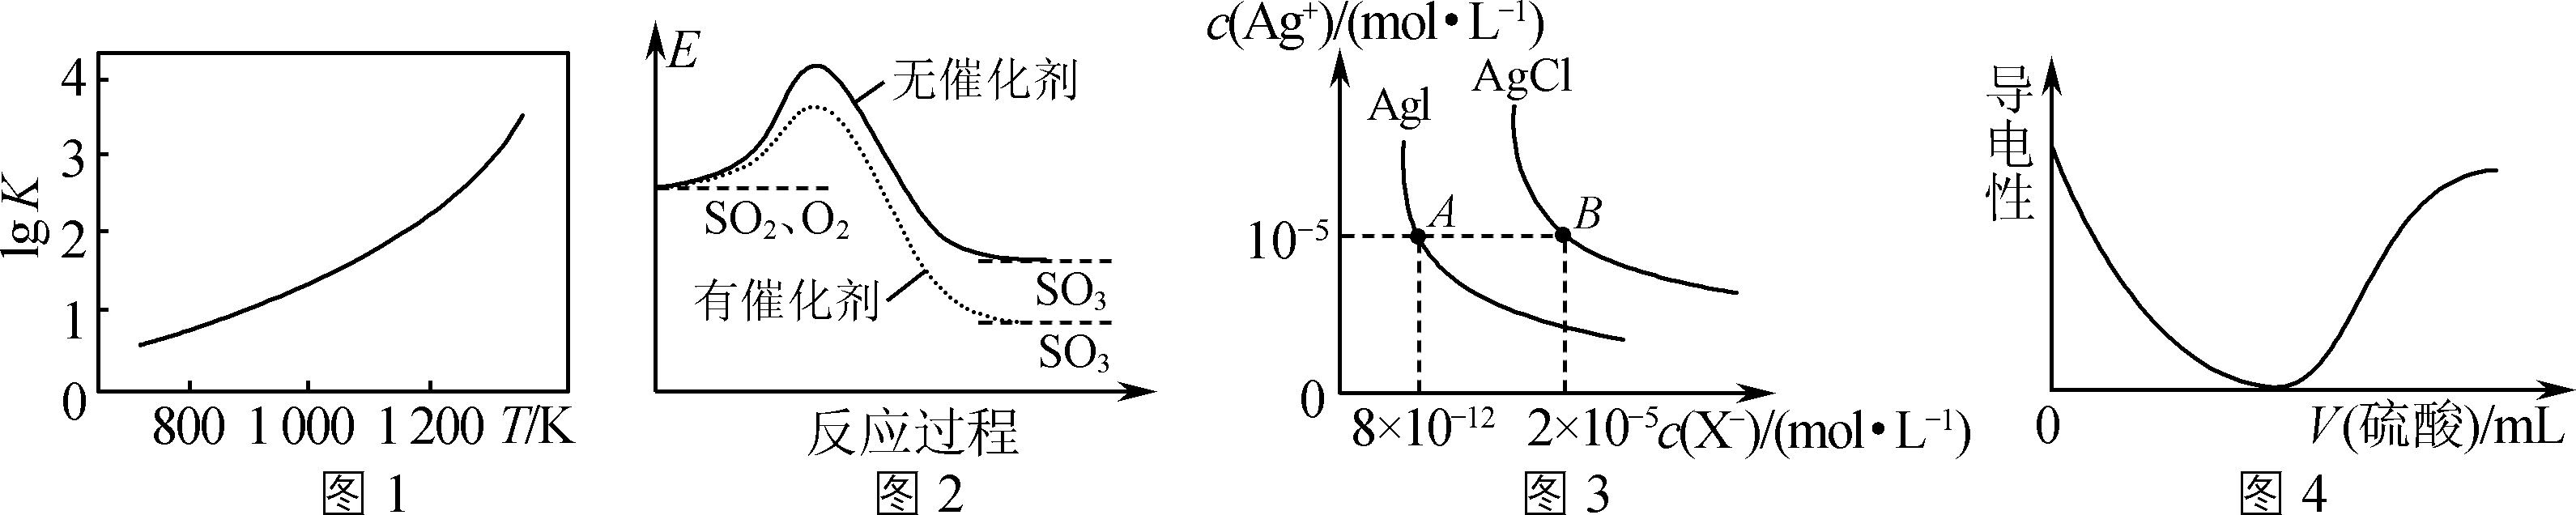 4
3
2
1
0
lg K
800 1 000 1 200 T/K
图 1
E
无催化剂
SO₂、O₂
有催化剂
SO₃
SO₃
反应过程
图 2
c(Ag⁺)/(mol•L⁻¹)
AgI
AgCl
A
B
10⁻⁵
0
8×10⁻¹² 2×10⁻⁵ c(X⁻)/(mol•L⁻¹)
图 3
导电性
0
V(硫酸)/mL
图 4